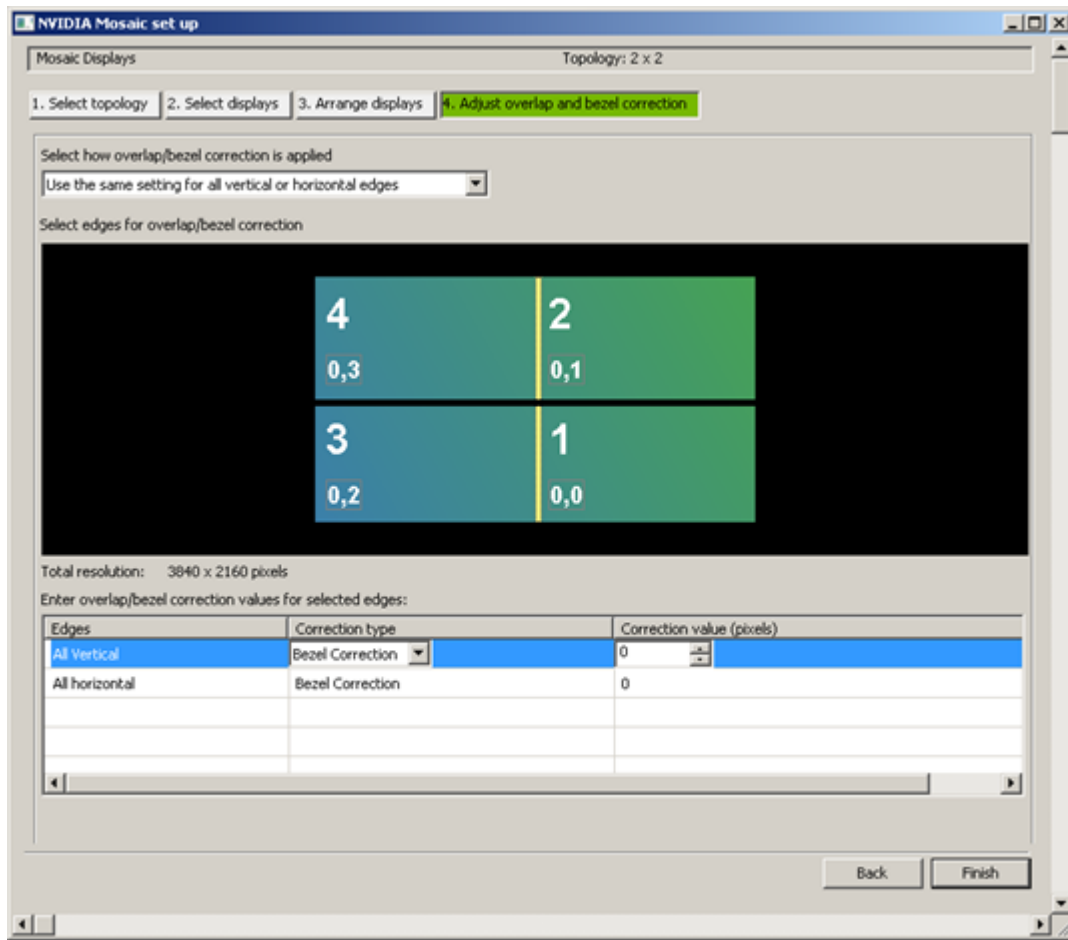 NVIDIA Mosaic set up
Mosaic Displays Topology: 2 x 2
1. Select topology 2. Select displays 3. Arrange displays 4. Adjust overlap and bezel correction
Select how overlap/bezel correction is applied
Use the same setting for all vertical or horizontal edges
Select edges for overlap/bezel correction
4 2
0,3 0,1
3 1
0,2 0,0
Total resolution: 3840 x 2160 pixels
Enter overlap/bezel correction values for selected edges:
Edges Correction type Correction value (pixels)
All Vertical Bezel Correction 0
All horizontal Bezel Correction 0
Back Finish